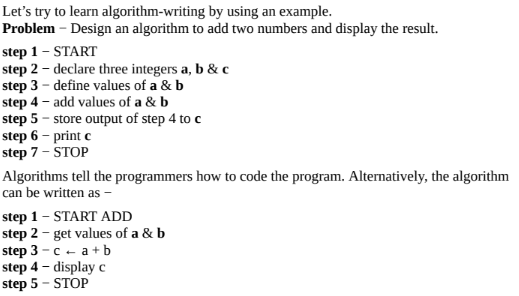 Let's try to learn algorithm-writing by using an example.
Problem − Design an algorithm to add two numbers and display the result.
step 1 − START
step 2 − declare three integers a, b & c
step 3 − define values of a & b
step 4 − add values of a & b
step 5 − store output of step 4 to c
step 6 − print c
step 7 − STOP
Algorithms tell the programmers how to code the program. Alternatively, the algorithm
can be written as −
step 1 − START ADD
step 2 − get values of a & b
step 3 − c ← a + b
step 4 − display c
step 5 − STOP